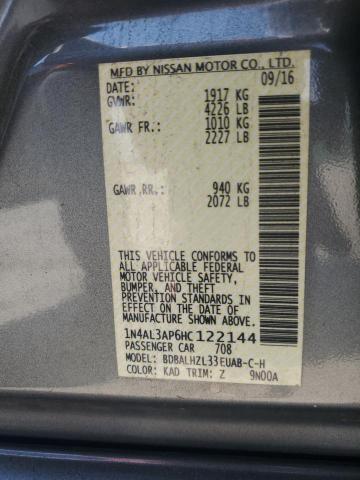 MFD BY NISSAN MOTOR CO., LTD.
DATE: 09/16
GVWR: 1917 KG
4226 LB
GAWR FR.: 1010 KG
2227 LB
GAWR RR.: 940 KG
2072 LB
THIS VEHICLE CONFORMS TO
ALL APPLICABLE FEDERAL
MOTOR VEHICLE SAFETY,
BUMPER, AND THEFT
PREVENTION STANDARDS IN
EFFECT ON THE DATE OF
MANUFACTURE SHOWN ABOVE.
1N4AL3AP6HC122144
PASSENGER CAR 708
MODEL: BDBALHZL33EUAB-C-H
COLOR: KAD TRIM: Z 9N00A